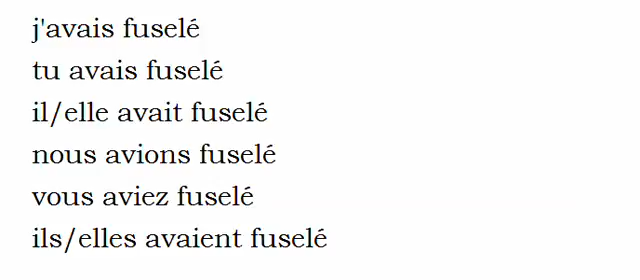 j'avais fuselé
tu avais fuselé
il/elle avait fuselé
nous avions fuselé
vous aviez fuselé
ils/elles avaient fuselé